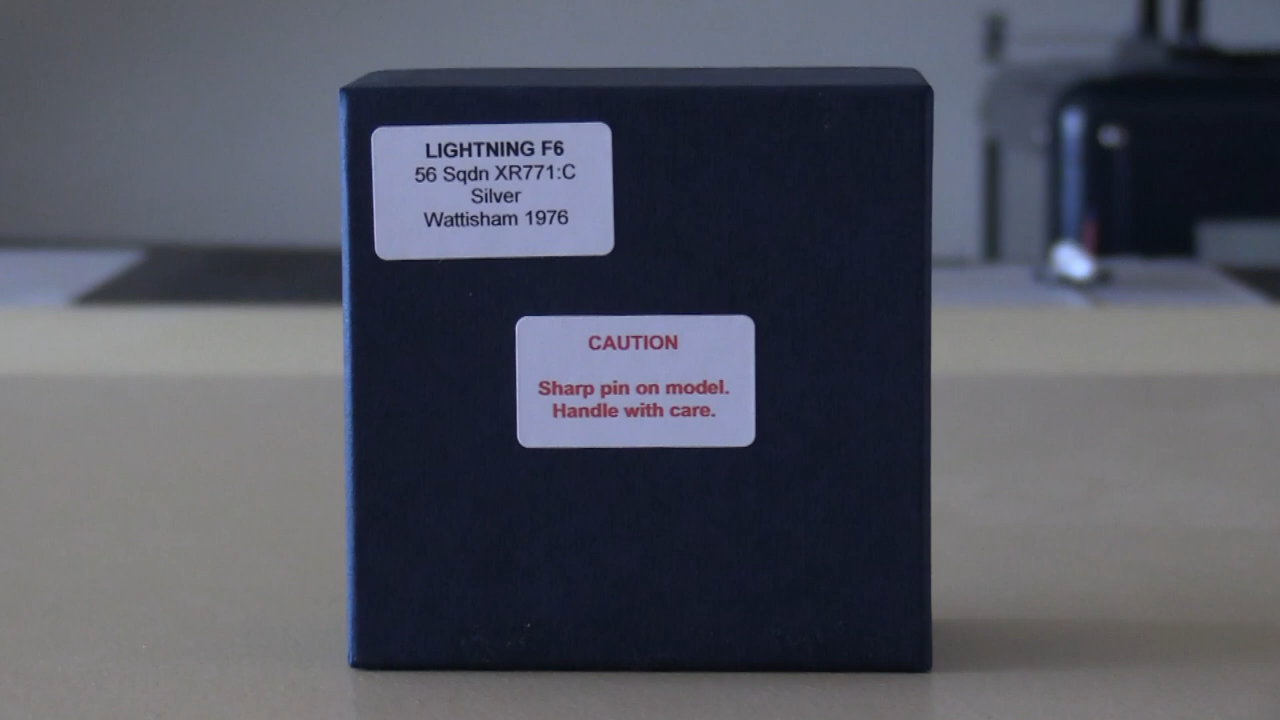 LIGHTNING F6
56 Sqdn XR771:C
Silver
Wattisham 1976
CAUTION
Sharp pin on model.
Handle with care.